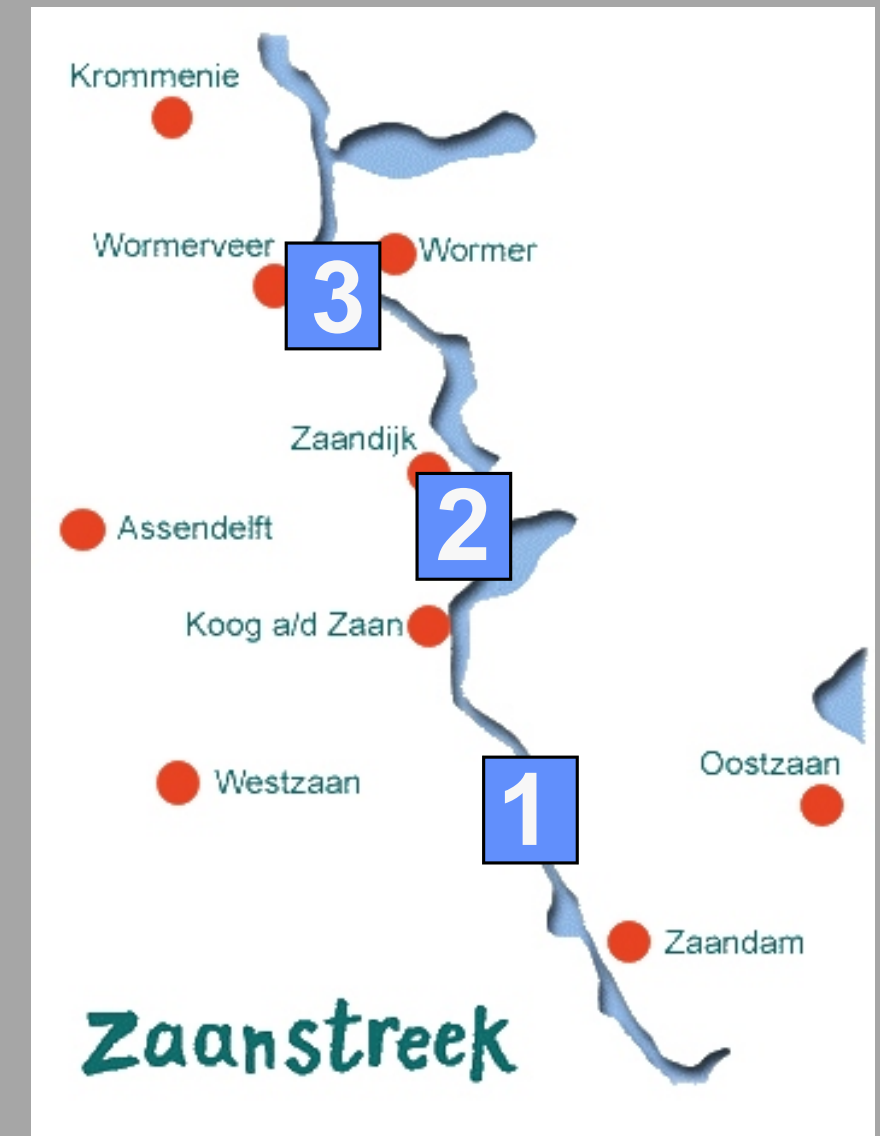 Krommenie
Wormerveer
Wormer
3
Zaandijk
2
Assendelft
Koog a/d Zaan
Oostzaan
Westzaan
1
Zaandam
Zaanstreek